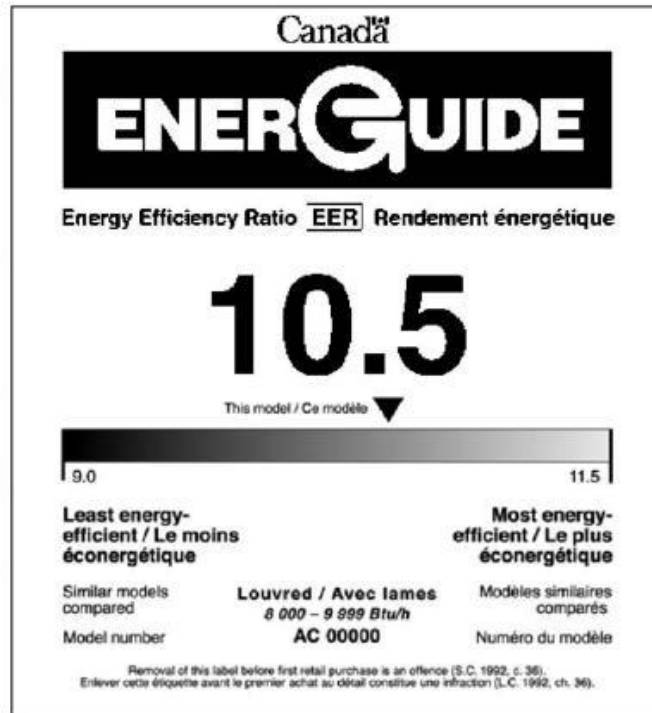 Canada
ENERGUIDE
Energy Efficiency Ratio EER Rendement énergétique
10.5
This model / Ce modèle
9.0 11.5
Least energy-
efficient / Le moins
éconergétique
Most energy-
efficient / Le plus
éconergétique
Similar models
compared
Louvred / Avec lames
8 000 – 9 999 Btu/h
Modèles similaires
comparés
Model number AC 00000 Numéro du modèle
Removal of this label before first retail purchase is an offence (S.C. 1992, c. 36).
Enlever cette étiquette avant le premier achat au détail constitue une infraction (L.C. 1992, ch. 36).